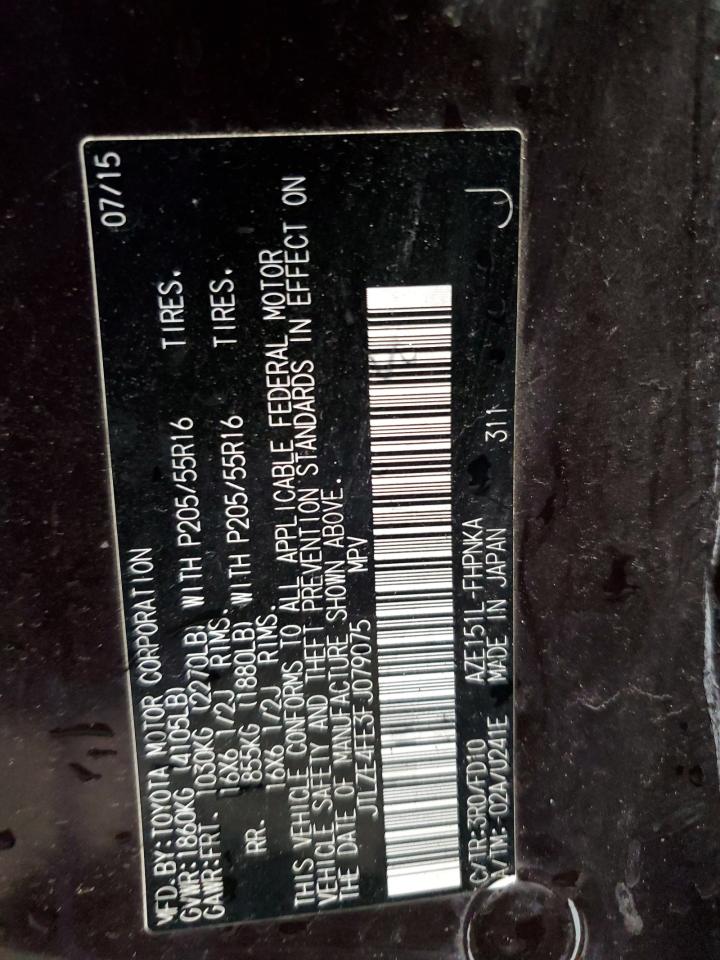 MFD.BY:TOYOTA MOTOR CORPORATION 07/15
GVWR:1860KG (4105LB)
GAWR:FRT. 1030KG (2270LB) WITH P205/55R16 TIRES.
16X6 1/2J RIMS.
RR. 855KG (1880LB) WITH P205/55R16 TIRES.
16X6 1/2J RIMS.
THIS VEHICLE CONFORMS TO ALL APPLICABLE FEDERAL MOTOR
VEHICLE SAFETY AND THEFT PREVENTION STANDARDS IN EFFECT ON
THE DATE OF MANUFACTURE SHOWN ABOVE.
JTLZE4FE3FJ079075 MPV
C/TR:3R0/FD10 AZE151L-FHPNKA
A/TM:-02A/U241E MADE IN JAPAN 311 J